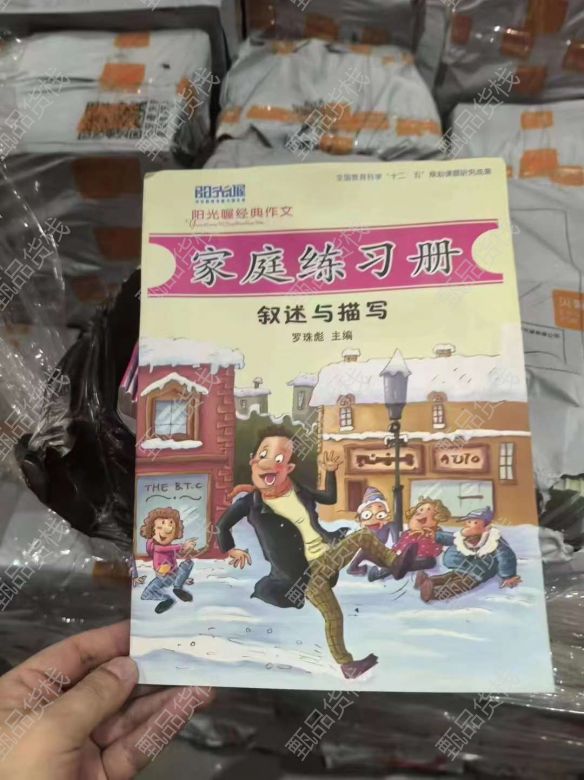 全国教育科学“十二·五”规划课题研究成果
阳光喔
阳光喔经典作文
家庭练习册
叙述与描写
罗珠彪 主编
THE B.T.C
AUTO
甄品货栈